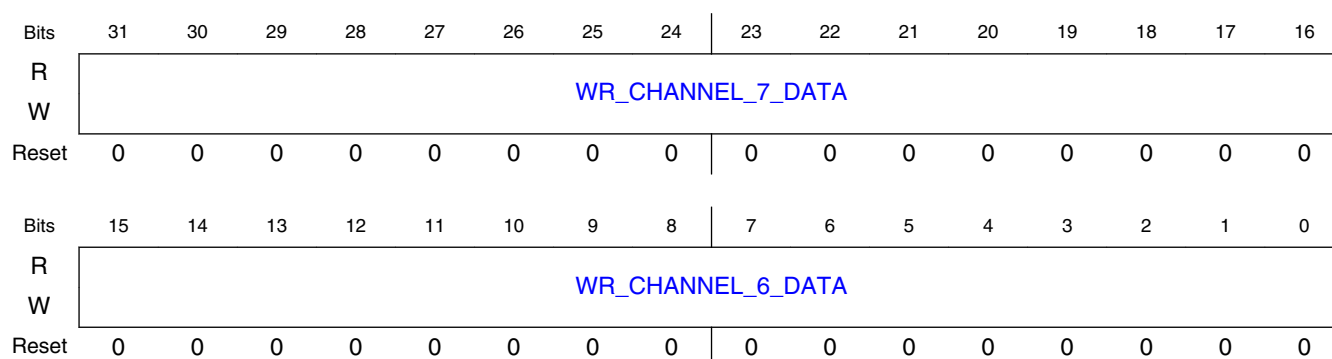 Bits 31 30 29 28 27 26 25 24 23 22 21 20 19 18 17 16
R
WR_CHANNEL_7_DATA
W
Reset 0 0 0 0 0 0 0 0 0 0 0 0 0 0 0 0
Bits 15 14 13 12 11 10 9 8 7 6 5 4 3 2 1 0
R
WR_CHANNEL_6_DATA
W
Reset 0 0 0 0 0 0 0 0 0 0 0 0 0 0 0 0